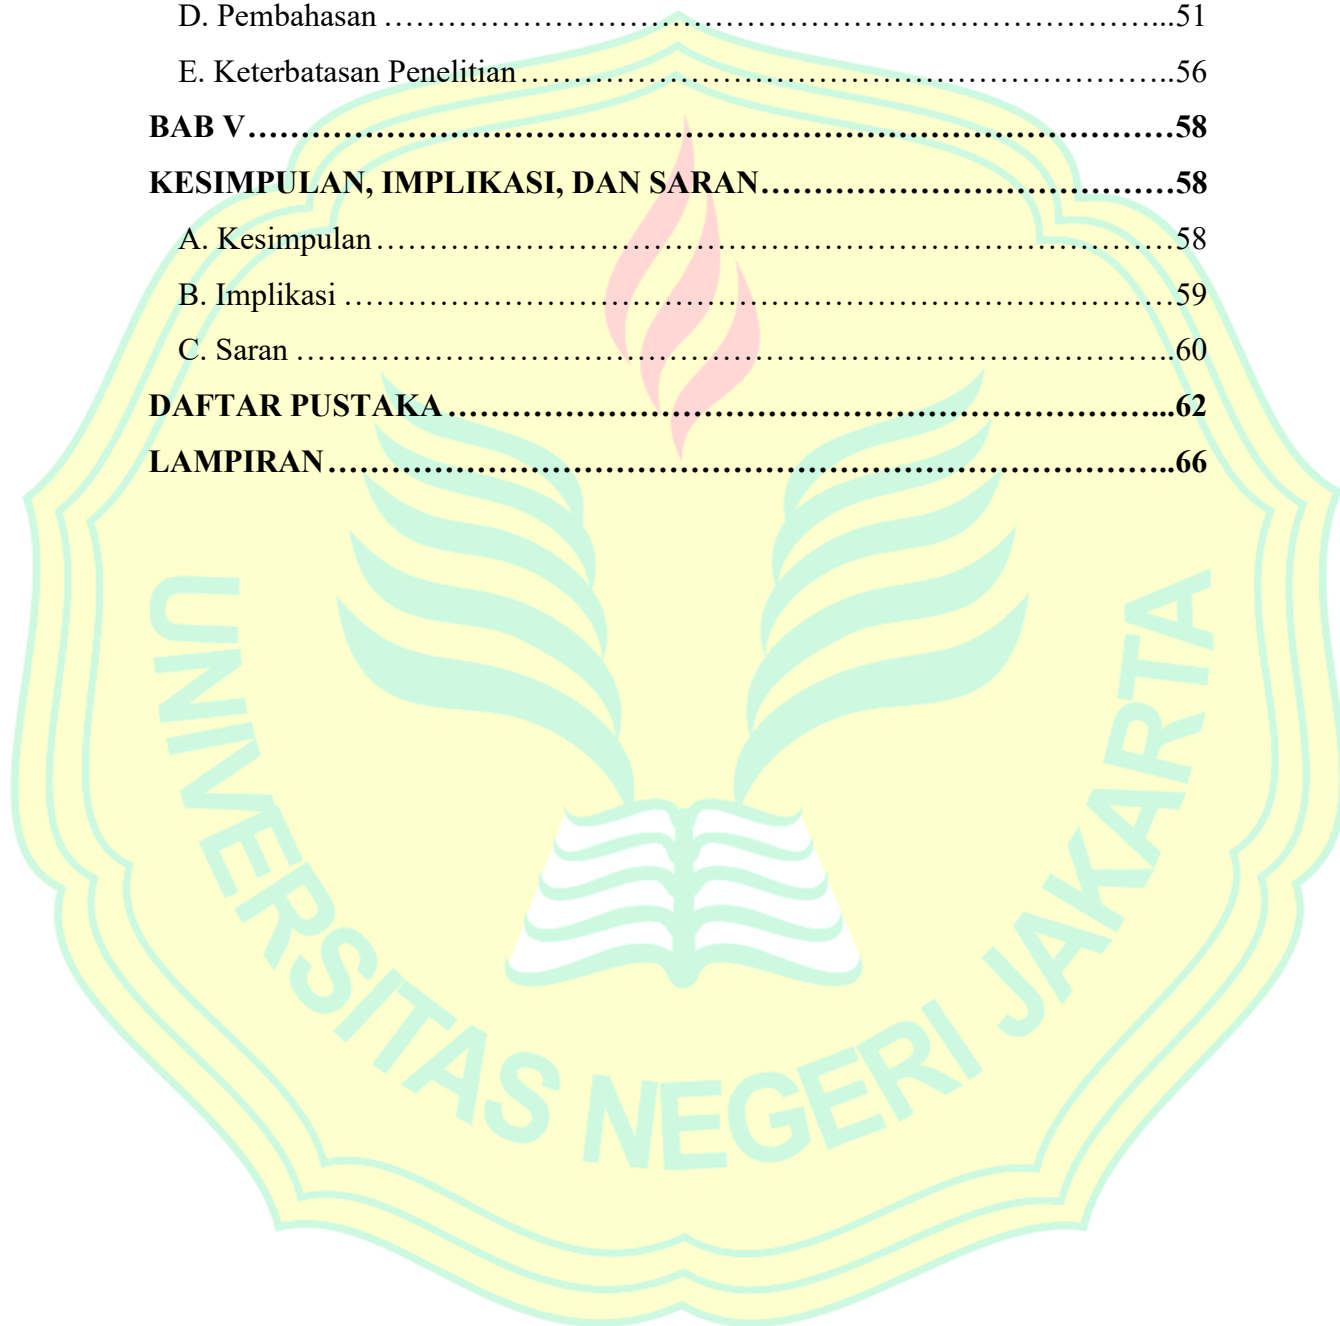 D. Pembahasan ……………………………………………………………...51
E. Keterbatasan Penelitian……………………………………………………..56
BAB V……………………………………………………………………………58
KESIMPULAN, IMPLIKASI, DAN SARAN…………………………………58
A. Kesimpulan…………………………………………………………………58
B. Implikasi ……………………………………………………………………59
C. Saran ………………………………………………………………………..60
DAFTAR PUSTAKA…………………………………………………………...62
LAMPIRAN……………………………………………………………………...66
UNIVERSITAS NEGERI JAKARTA